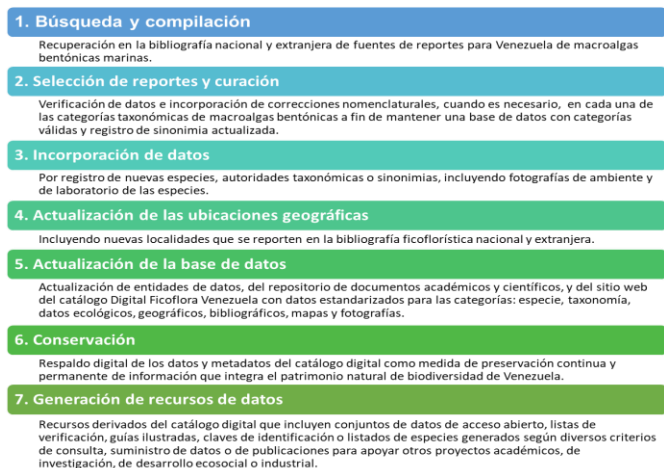 1. Búsqueda y compilación
Recuperación en la bibliografía nacional y extranjera de fuentes de reportes para Venezuela de macroalgas
bentónicas marinas.
2. Selección de reportes y curación
Verificación de datos e incorporación de correcciones nomenclaturales, cuando es necesario, en cada una de
las categorías taxonómicas de macroalgas bentónicas a fin de mantener una base de datos con categorías
válidas y registro de sinonimia actualizada.
3. Incorporación de datos
Por registro de nuevas especies, autoridades taxonómicas o sinonimias, incluyendo fotografías de ambiente y
de laboratorio de las especies.
4. Actualización de las ubicaciones geográficas
Incluyendo nuevas localidades que se reporten en la bibliografía ficoflorística nacional y extranjera.
5. Actualización de la base de datos
Actualización de entidades de datos, del repositorio de documentos académicos y científicos, y del sitio web
del catálogo Digital Ficoflora Venezuela con datos estandarizados para las categorías: especie, taxonomía,
datos ecológicos, geográficos, bibliográficos, mapas y fotografías.
6. Conservación
Respaldo digital de los datos y metadatos del catálogo digital como medida de preservación continua y
permanente de información que integra el patrimonio natural de biodiversidad de Venezuela.
7. Generación de recursos de datos
Recursos derivados del catálogo digital que incluyen conjuntos de datos de acceso abierto, listas de
verificación, guías ilustradas, claves de identificación o listados de especies generados según diversos criterios
de consulta, suministro de datos o de publicaciones para apoyar otros proyectos académicos, de
investigación, de desarrollo ecosocial o industrial.